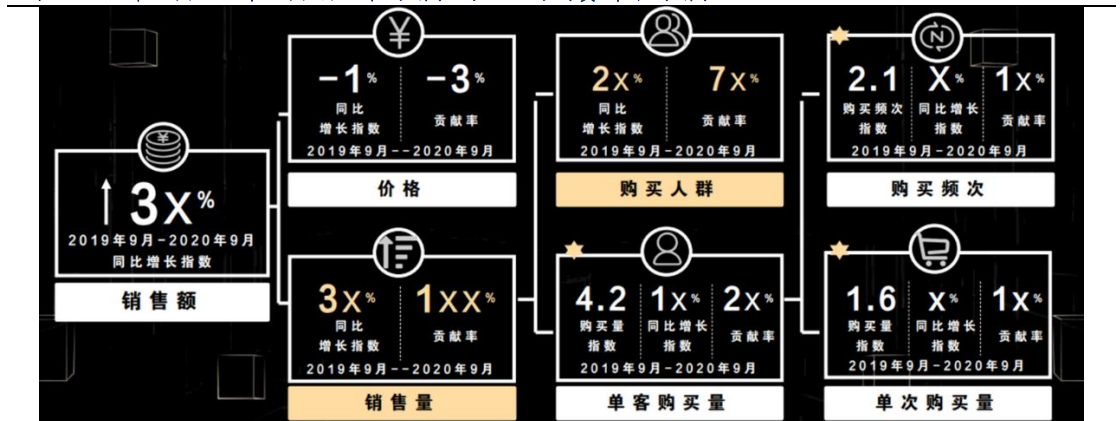 ¥
-1% -3%
同比增长指数 贡献率
2019年9月--2020年9月
价格
2X% 7X%
同比增长指数 贡献率
2019年9月-2020年9月
购买人群
N
2.1 X% 1X%
购买频次指数 同比增长指数 贡献率
2019年9月-2020年9月
购买频次
¥
↑3X%
2019年9月-2020年9月
同比增长指数
销售额
3X% 1XX%
同比增长指数 贡献率
2019年9月--2020年9月
销售量
4.2 1X% 2X%
购买量指数 同比增长指数 贡献率
2019年9月-2020年9月
单客购买量
1.6 X% 1X%
购买量指数 同比增长指数 贡献率
2019年9月-2020年9月
单次购买量